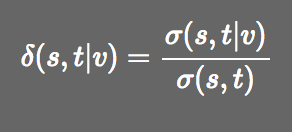 δ(s, t|v) = σ(s, t|v) / σ(s, t)